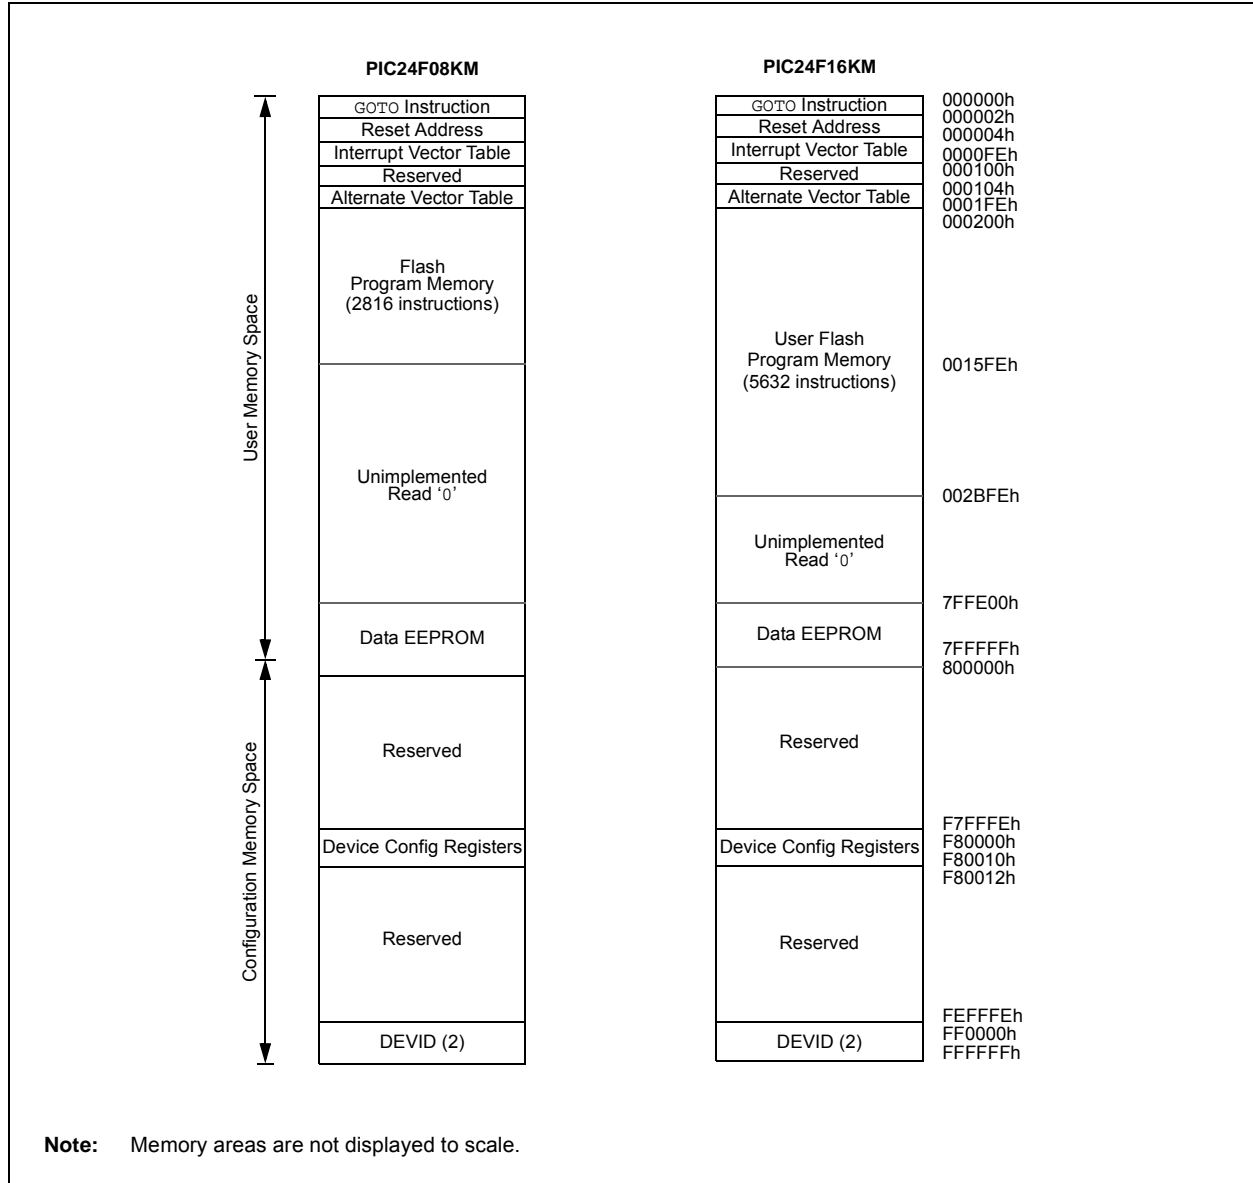 PIC24F08KM
PIC24F16KM
User Memory Space
Configuration Memory Space
GOTO Instruction
Reset Address
Interrupt Vector Table
Reserved
Alternate Vector Table
Flash
Program Memory
(2816 instructions)
Unimplemented
Read ‘0’
Data EEPROM
Reserved
Device Config Registers
Reserved
DEVID (2)
GOTO Instruction
Reset Address
Interrupt Vector Table
Reserved
Alternate Vector Table
User Flash
Program Memory
(5632 instructions)
Unimplemented
Read ‘0’
Data EEPROM
Reserved
Device Config Registers
Reserved
DEVID (2)
000000h
000002h
000004h
0000FEh
000100h
000104h
0001FEh
000200h
0015FEh
002BFEh
7FFE00h
7FFFFFh
800000h
F7FFFEh
F80000h
F80010h
F80012h
FEFFFEh
FF0000h
FFFFFFh
Note: Memory areas are not displayed to scale.